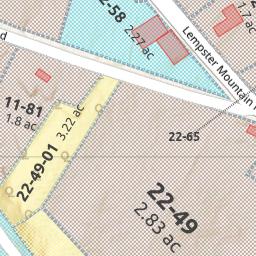 2-58
2.27 ac
1.7 ac
Lempster Mountain R
d
11-81
1.8 ac
3.22 ac
22-49-01
22-65
22-49
2.83 ac